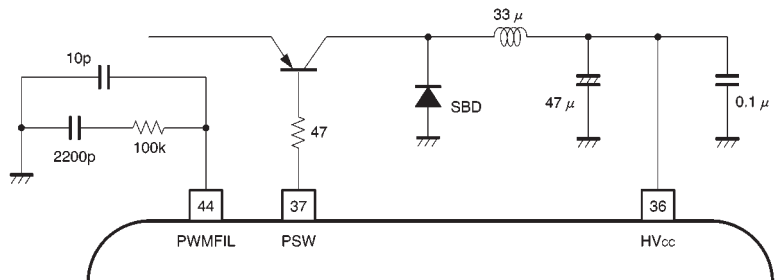 33 μ
10p
SBD
47 μ
0.1 μ
47
2200p
100k
44
37
36
PWMFIL
PSW
HVcc